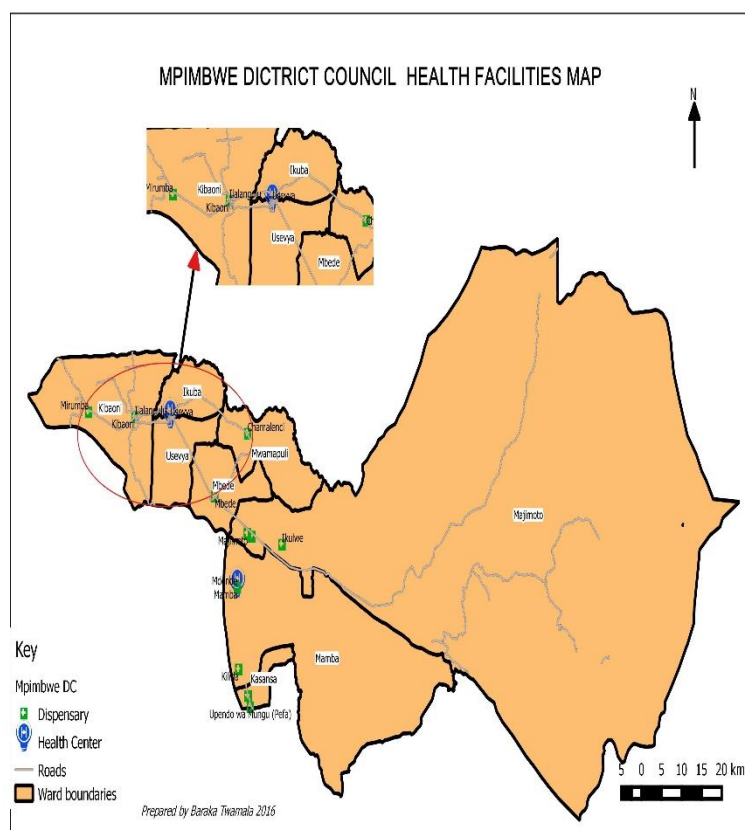 MPIMBWE DICTRICT COUNCIL HEALTH FACILITIES MAP
N
Ikuba
Mirumba
Kibaoni
Usevya
Mbede
Ikuba
Mirumba
Kibaoni
Chamalendi
Usevya
Mwamapuli
Mbede
Mbede
Majimoto
Ikulwe
Mamba
Mamba
Kasansa
Upendo wa Mungu (Pefa)
Key
Mpimbwe DC
Dispensary
Health Center
Roads
Ward boundaries
5 0 5 10 15 20 km
Prepared by Baraka Twamala 2016